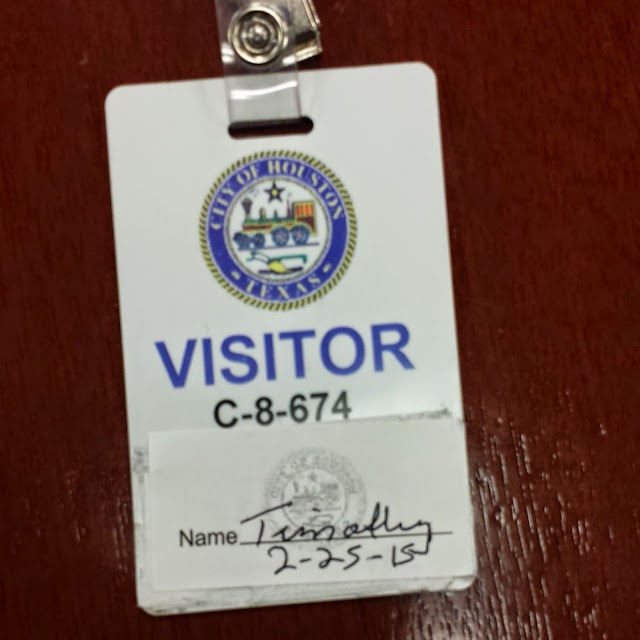 CITY OF HOUSTON
TEXAS
VISITOR
C-8-674
Name Timothy
2-25-15